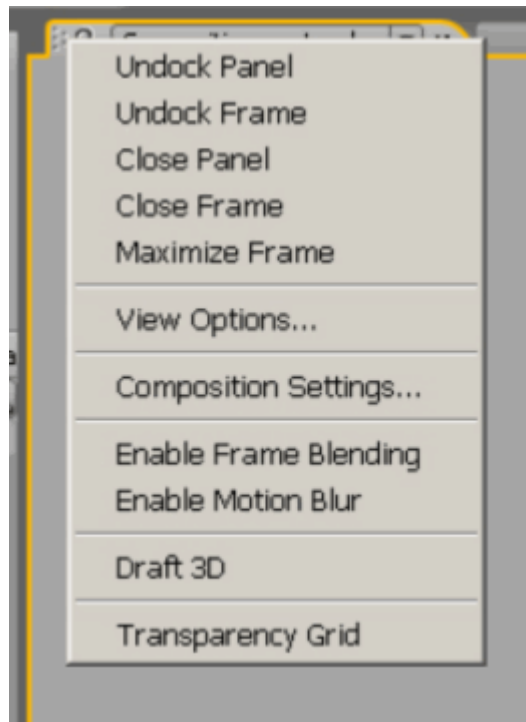 Undock Panel
Undock Frame
Close Panel
Close Frame
Maximize Frame
View Options...
Composition Settings...
Enable Frame Blending
Enable Motion Blur
Draft 3D
Transparency Grid